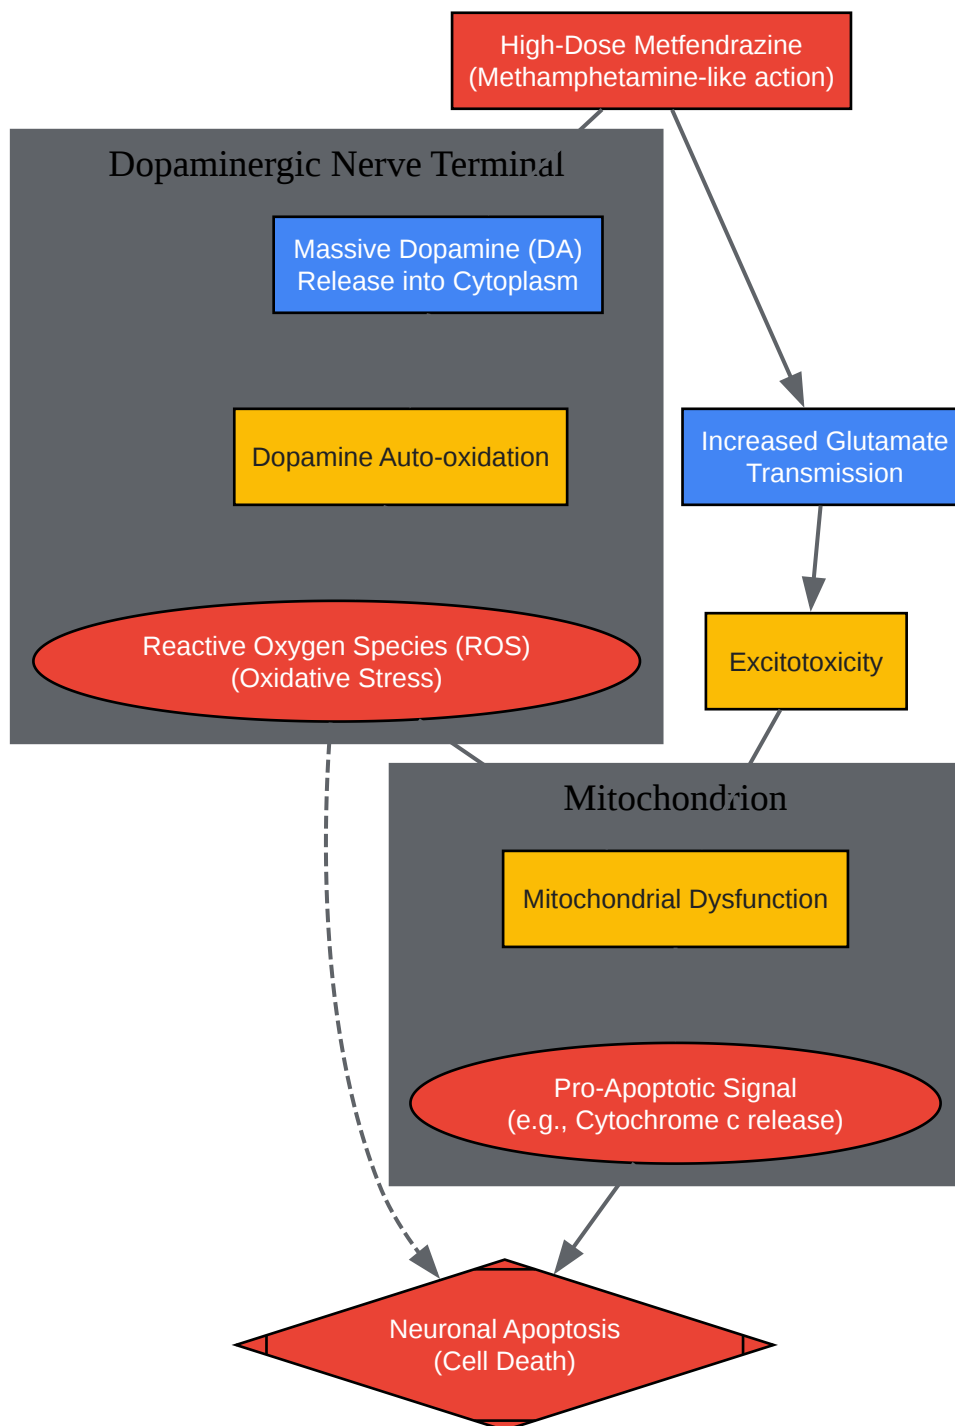 High-Dose Metfendrazine
(Methamphetamine-like action)
Dopaminergic Nerve Terminal
Massive Dopamine (DA)
Release into Cytoplasm
Dopamine Auto-oxidation
Increased Glutamate
Transmission
Reactive Oxygen Species (ROS)
(Oxidative Stress)
Excitotoxicity
Mitochondrion
Mitochondrial Dysfunction
Pro-Apoptotic Signal
(e.g., Cytochrome c release)
Neuronal Apoptosis
(Cell Death)